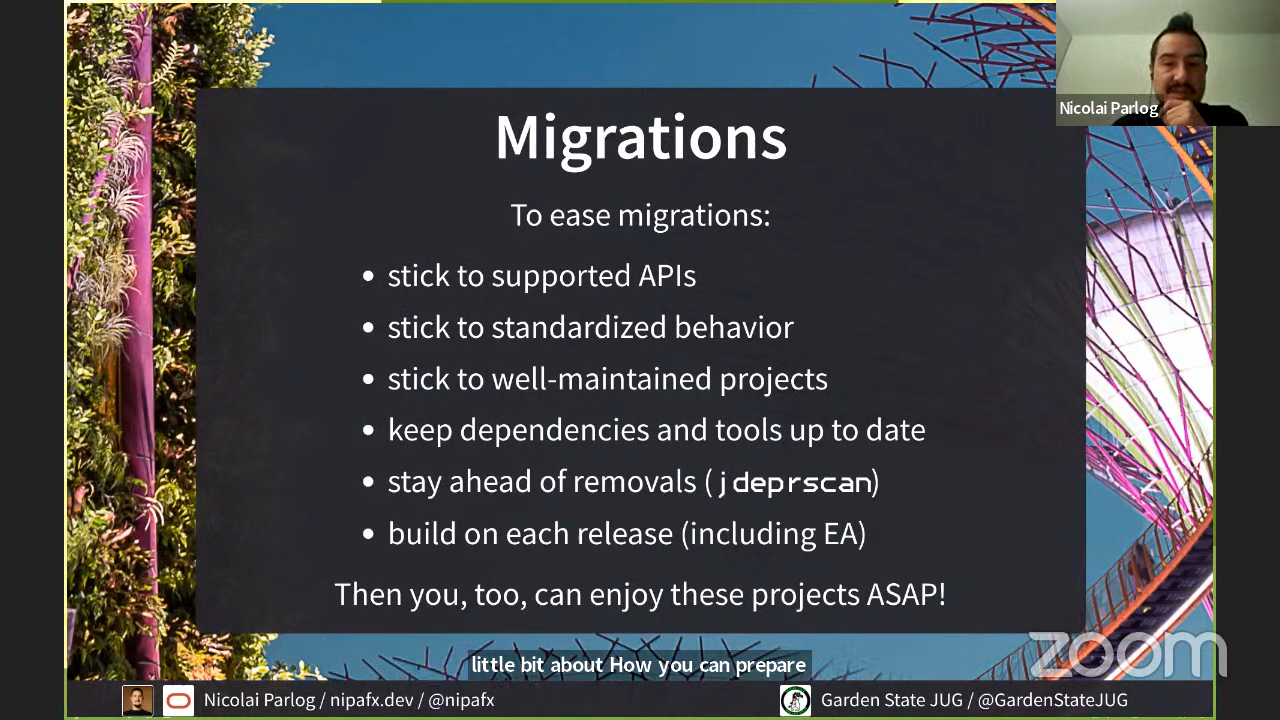 Migrations
Nicolai Parlog
To ease migrations:
• stick to supported APIs
• stick to standardized behavior
• stick to well-maintained projects
• keep dependencies and tools up to date
• stay ahead of removals (jdeprscan)
• build on each release (including EA)
Then you, too, can enjoy these projects ASAP!
zoom
little bit about How you can prepare
Nicolai Parlog / nipafx.dev / @nipafx
Garden State JUG / @GardenStateJUG